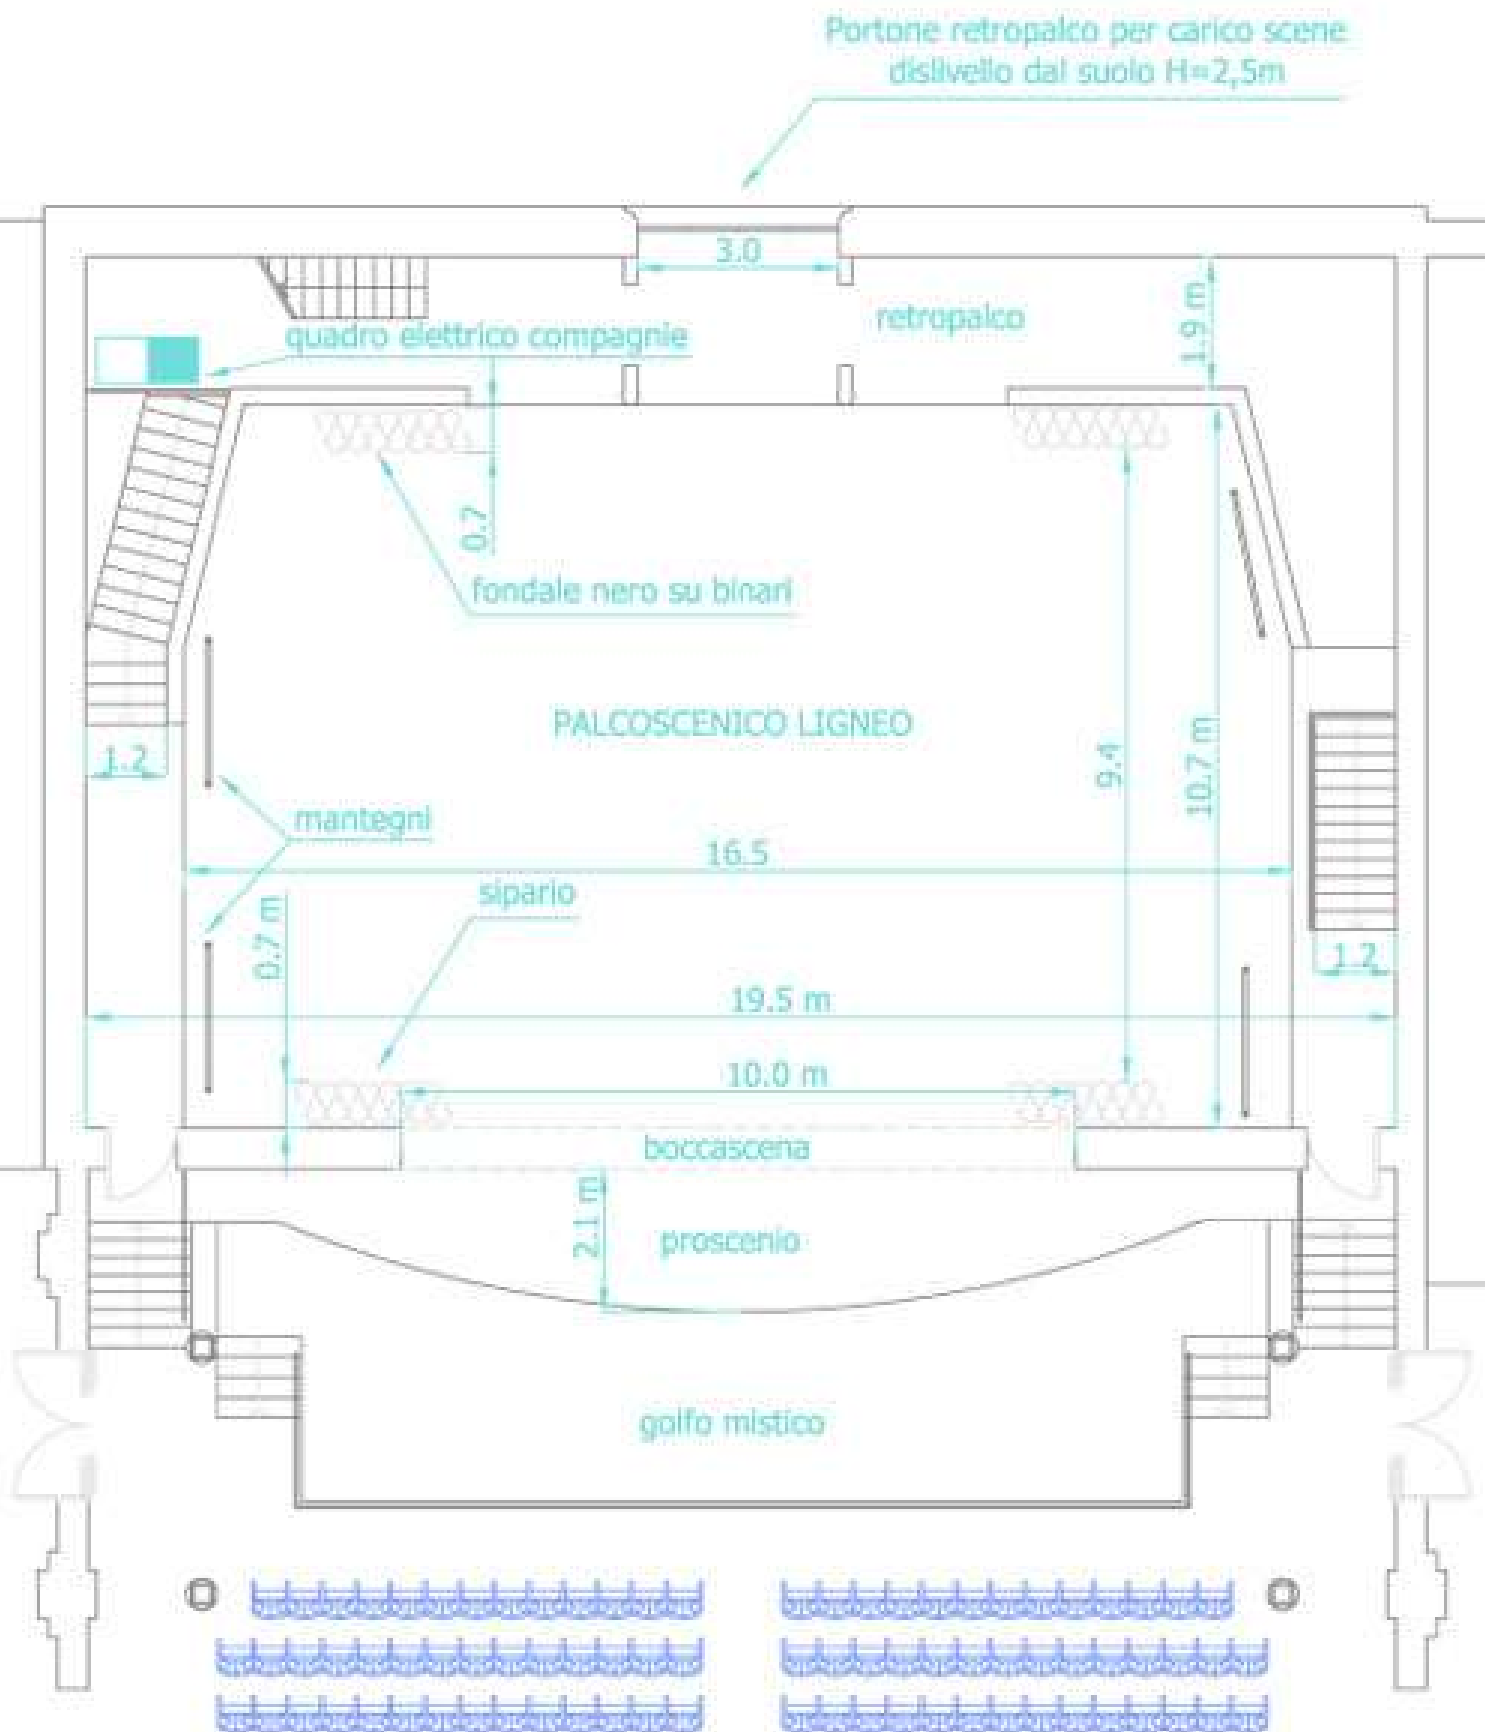 Portone retropalco per carico scene
dislivello dal suolo H=2,5m
3.0
retropalco
1.9 m
quadro elettrico compagnie
0.7
fondale nero su binari
PALCOSCENICO LIGNEO
1.2
mantegni
9.4
10.7 m
16.5
sipario
0.7 m
1.2
19.5 m
10.0 m
boccascena
2.1 m
proscenio
golfo mistico